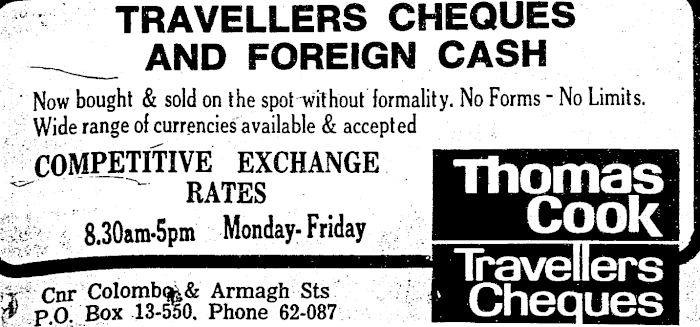 TRAVELLERS CHEQUES
AND FOREIGN CASH
Now bought & sold on the spot without formality. No Forms - No Limits.
Wide range of currencies available & accepted
COMPETITIVE EXCHANGE
RATES
8.30am-5pm Monday-Friday
Thomas
Cook
Travellers
Cheques
Cnr Colombo & Armagh Sts
P.O. Box 13-550. Phone 62-087